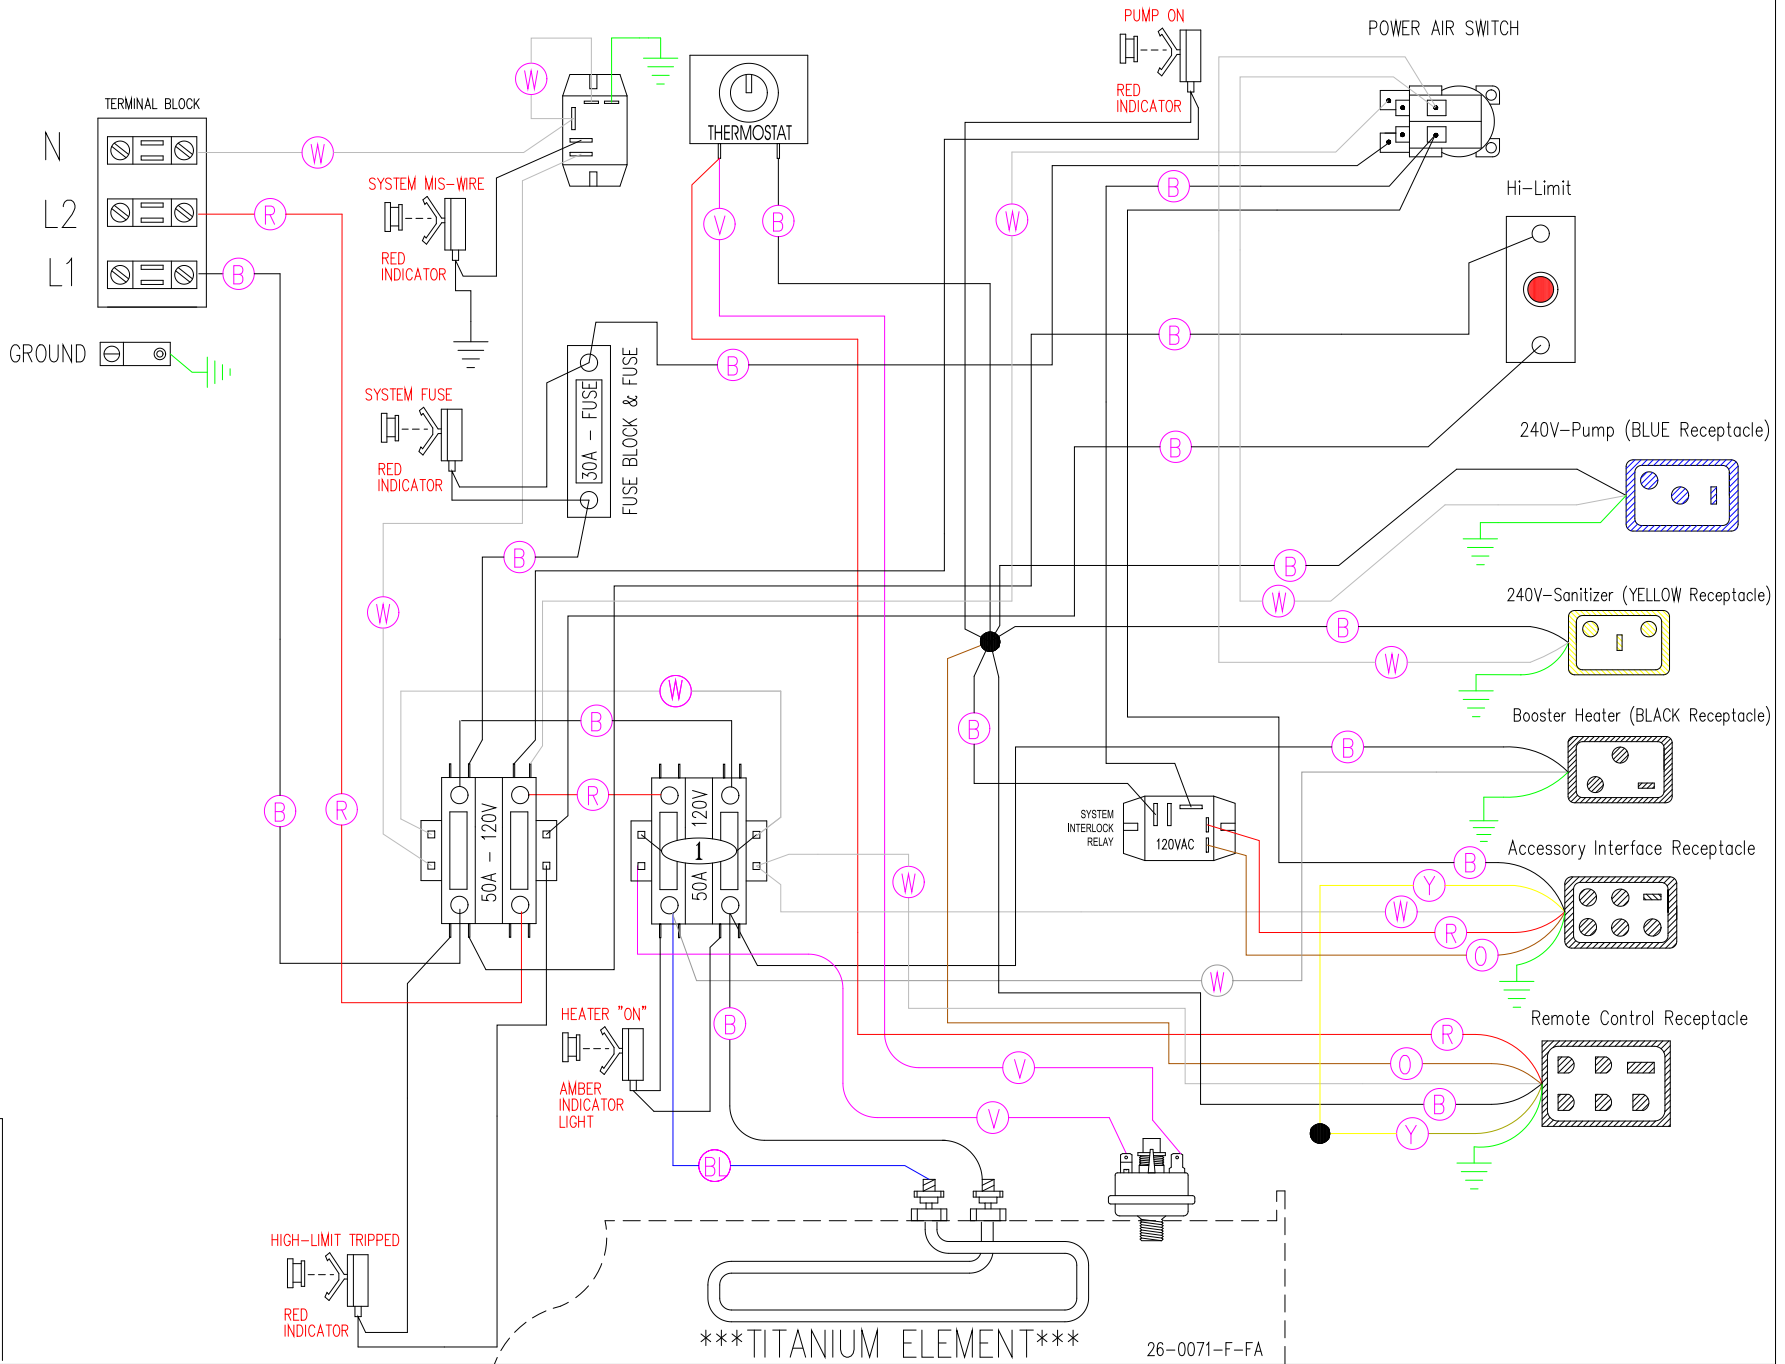 PUMP ON
POWER AIR SWITCH
W
TERMINAL BLOCK
RED
INDICATOR
THERMOSTAT
N
W
SYSTEM MIS-WIRE
B
Hi-Limit
L2
R
V
B
W
RED
INDICATOR
L1
B
B
GROUND
B
SYSTEM FUSE
30A - FUSE
FUSE BLOCK & FUSE
240V-Pump (BLUE Receptacle)
B
RED
INDICATOR
B
B
240V-Sanitizer (YELLOW Receptacle)
W
W
B
W
W
B
B
Booster Heater (BLACK Receptacle)
B
B
R
R
B
50A - 120V
50A - 120V
1
SYSTEM
INTERLOCK
RELAY
120VAC
Accessory Interface Receptacle
B
W
Y
W
R
O
W
HEATER "ON"
B
Remote Control Receptacle
R
O
V
AMBER
INDICATOR
LIGHT
B
V
Y
BL
HIGH-LIMIT TRIPPED
RED
INDICATOR
***TITANIUM ELEMENT***
26-0071-F-FA